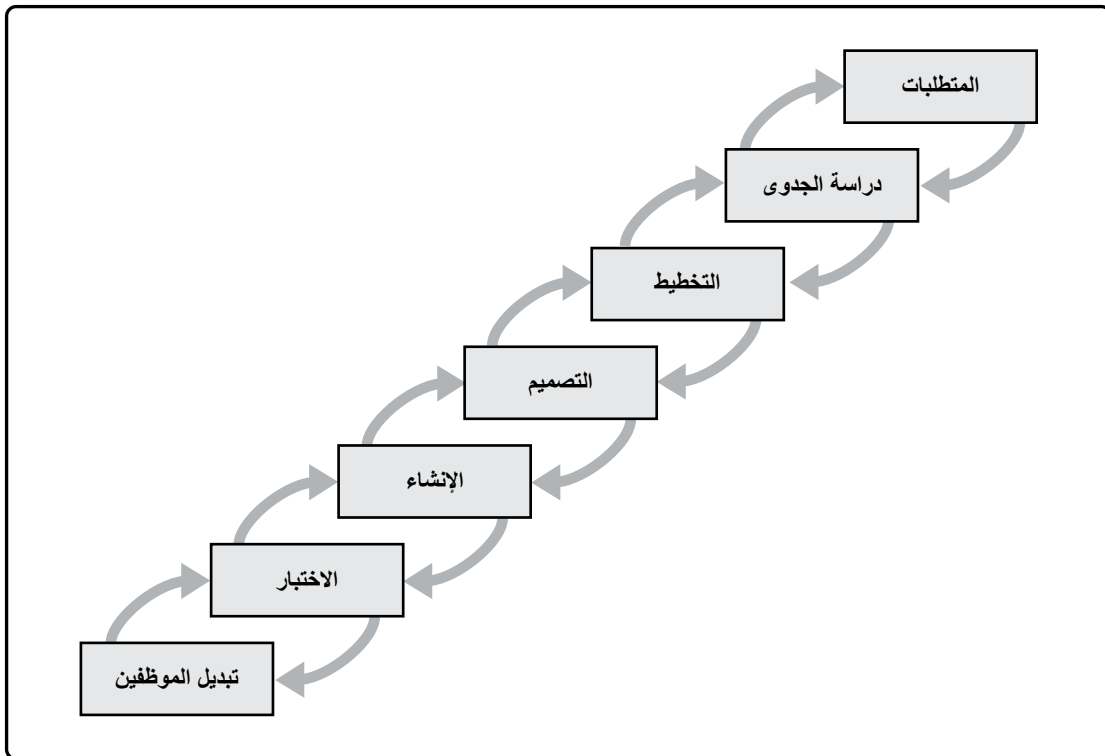 المتطلبات
دراسة الجدوى
التخطيط
التصميم
الإنشاء
الاختبار
تبديل الموظفين